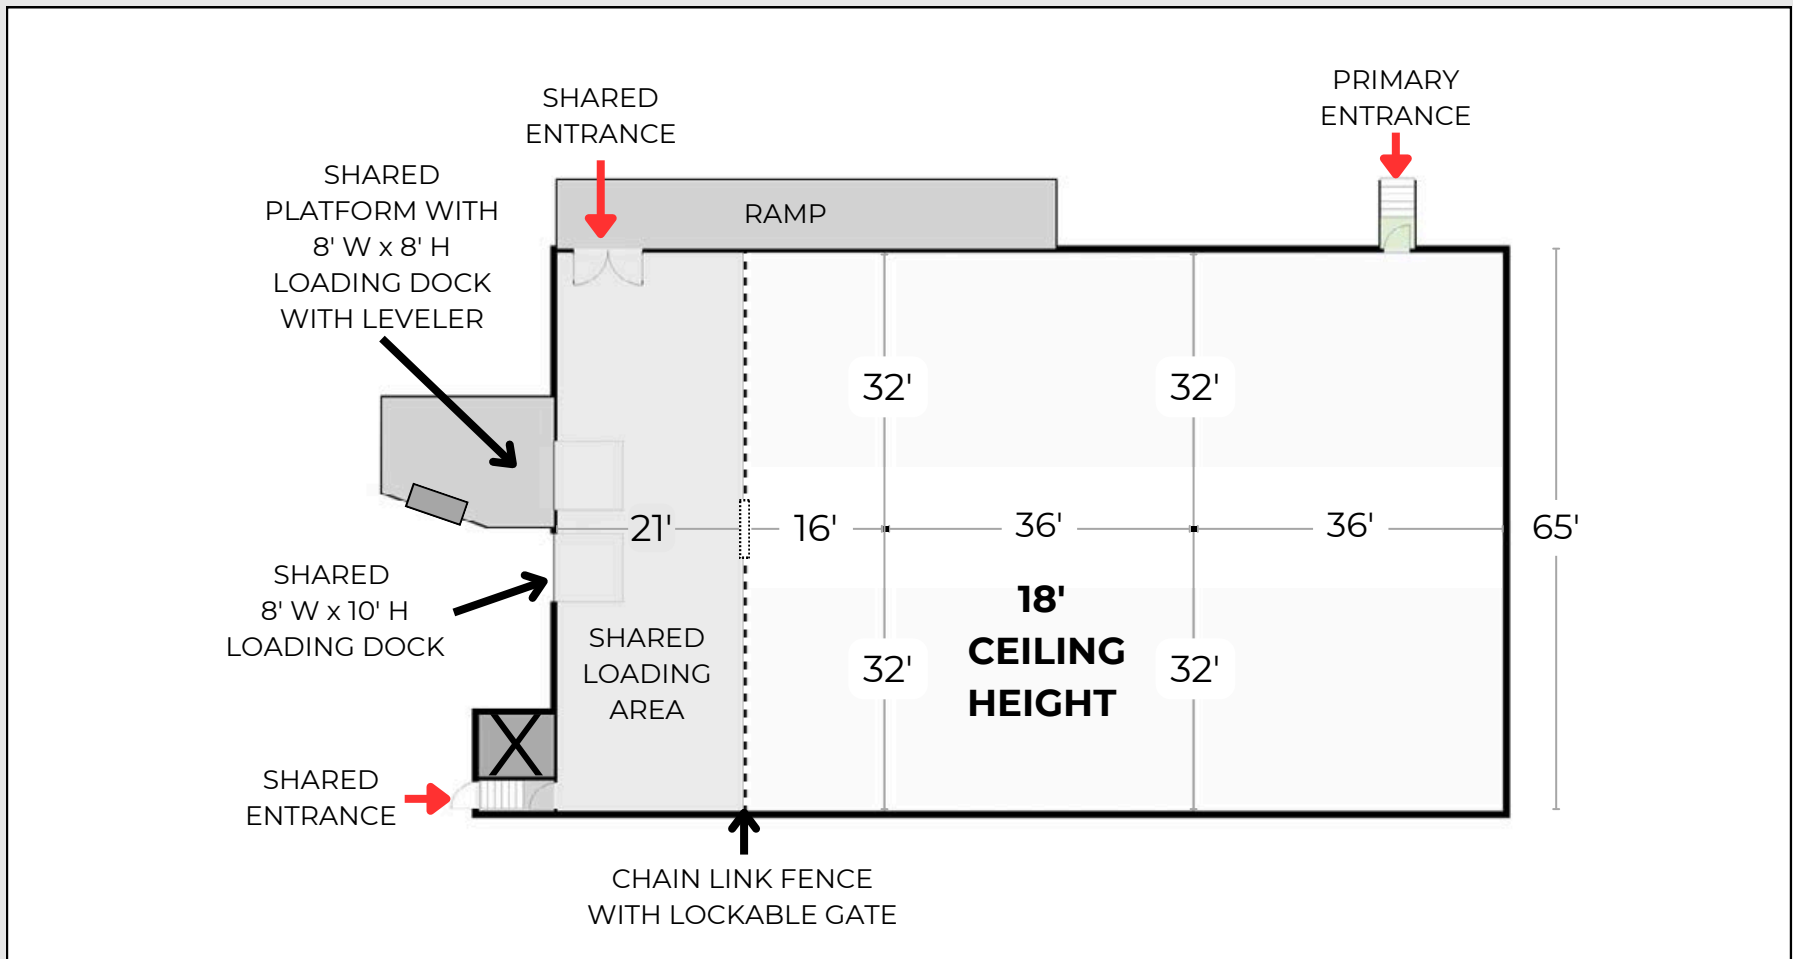 PRIMARY
ENTRANCE
SHARED
ENTRANCE
SHARED
PLATFORM WITH
8' W x 8' H
LOADING DOCK
WITH LEVELER
RAMP
32'
32'
21'
16'
36'
36'
65'
SHARED
8' W x 10' H
LOADING DOCK
18'
CEILING
HEIGHT
SHARED
LOADING
AREA
32'
32'
SHARED
ENTRANCE
CHAIN LINK FENCE
WITH LOCKABLE GATE